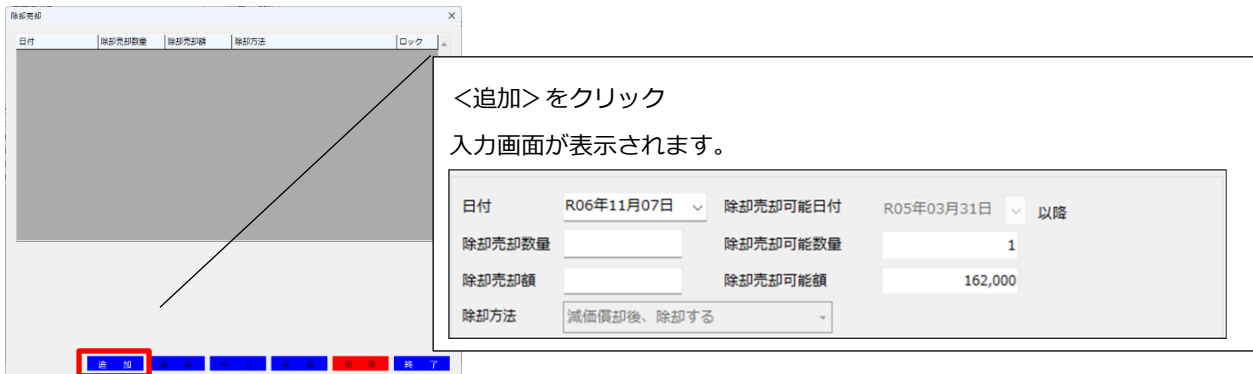 除却売却
日付 除却売却数量 除却売却額 除却方法 ロック
＜追加＞をクリック
入力画面が表示されます。
日付 R06年11月07日 除却売却可能日付 R05年03月31日 以降
除却売却数量 除却売却可能数量 1
除却売却額 除却売却可能額 162,000
除却方法 減価償却後、除却する
追 加 終 了